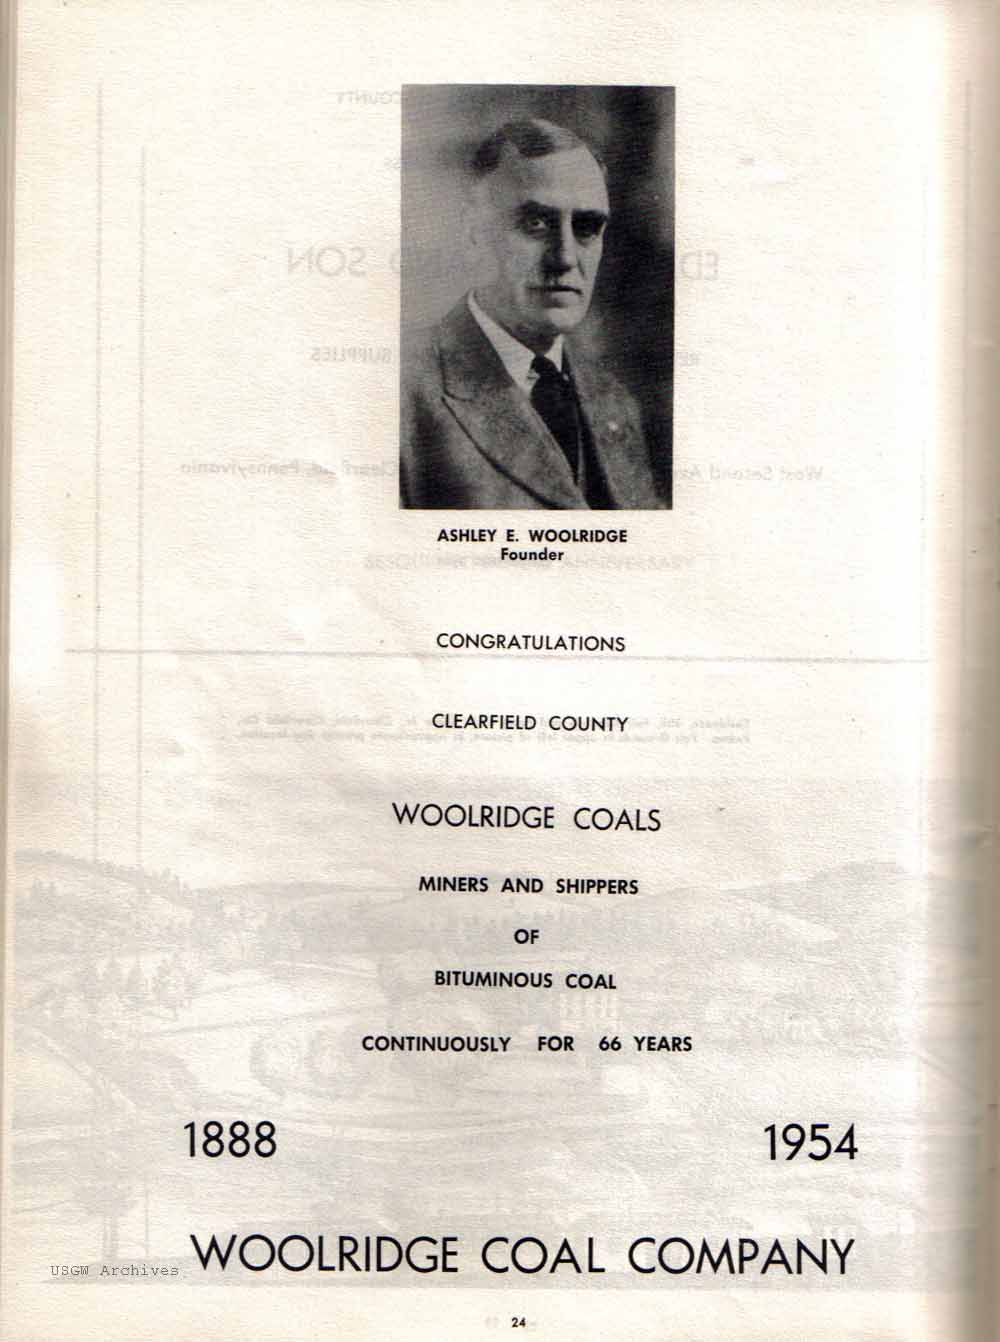 ASHLEY E. WOOLRIDGE
Founder
CONGRATULATIONS
CLEARFIELD COUNTY
WOOLRIDGE COALS
MINERS AND SHIPPERS
OF
BITUMINOUS COAL
CONTINUOUSLY FOR 66 YEARS
1888 1954
WOOLRIDGE COAL COMPANY
USGW Archives
24